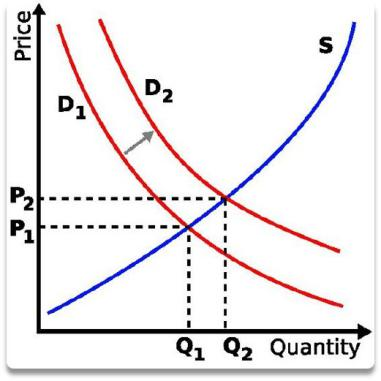 Price
S
D₁
D₂
P₂
P₁
Q₁
Q₂
Quantity